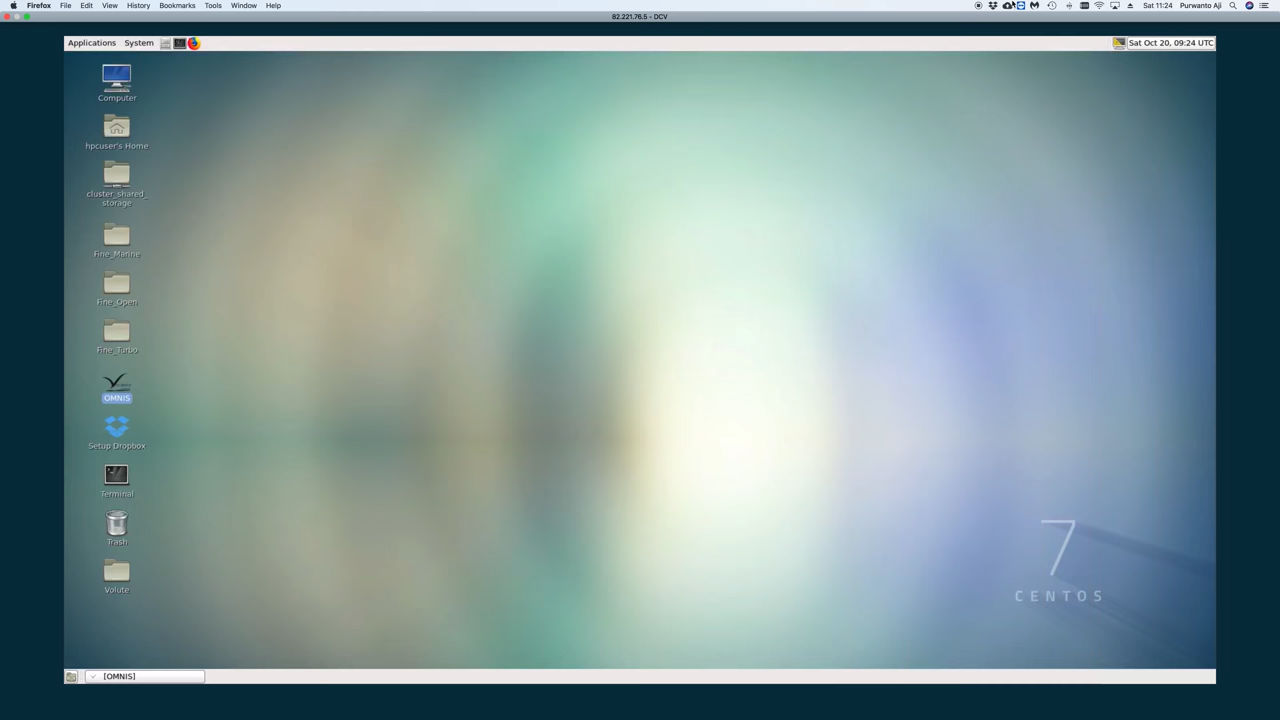 Firefox File Edit View History Bookmarks Tools Window Help Sat 11:24 Purwanto Aji
82.221.76.5 - DCV
Applications System Sat Oct 20, 09:24 UTC
Computer
hpcuser's Home
cluster_shared_
storage
Fine_Marine
Fine_Open
Fine_Turbo
OMNIS
Setup Dropbox
Terminal
Trash
Volute
7
CENTOS
[OMNIS]